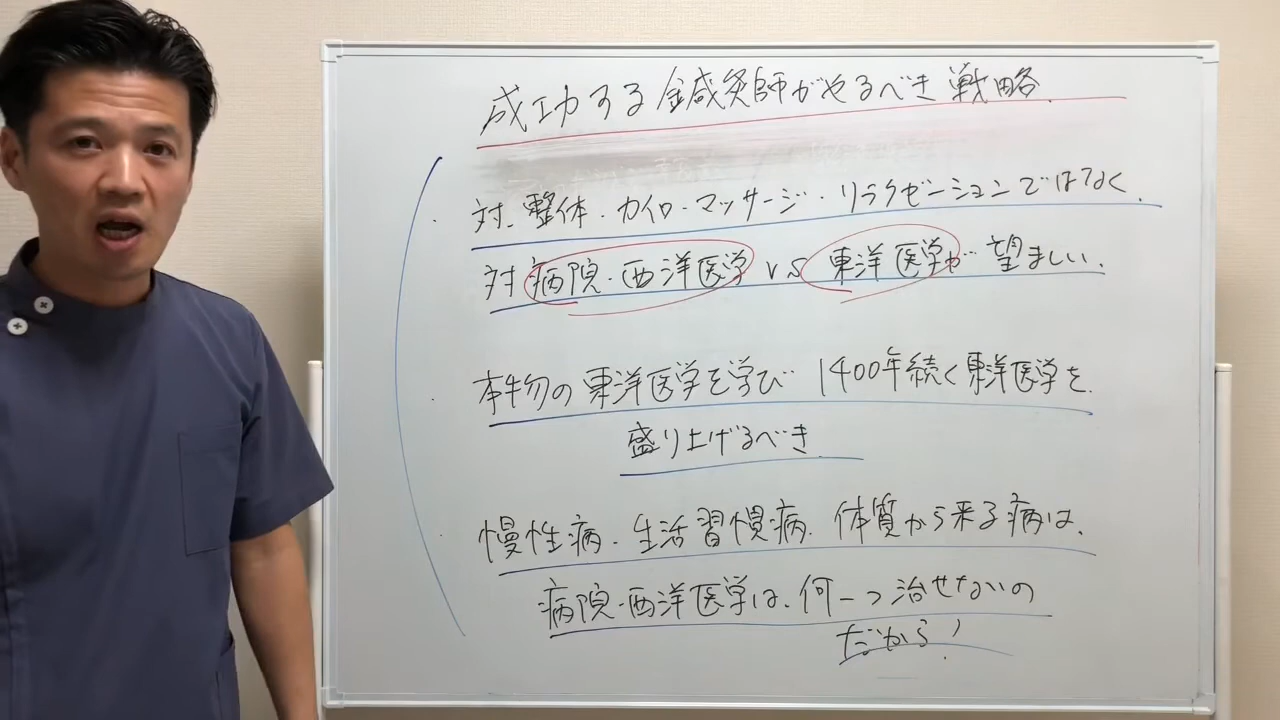 成功する鍼灸師がやるべき戦略
・対.整体・カイロ・マッサージ・リラクゼーションではなく、
対病院・西洋医学 vs 東洋医学が望ましい.
・本物の東洋医学を学び 1400年続く東洋医学を
盛り上げるべき
・慢性病・生活習慣病、体質から来る病は、
病院・西洋医学は、何一つ治せないの
だから!